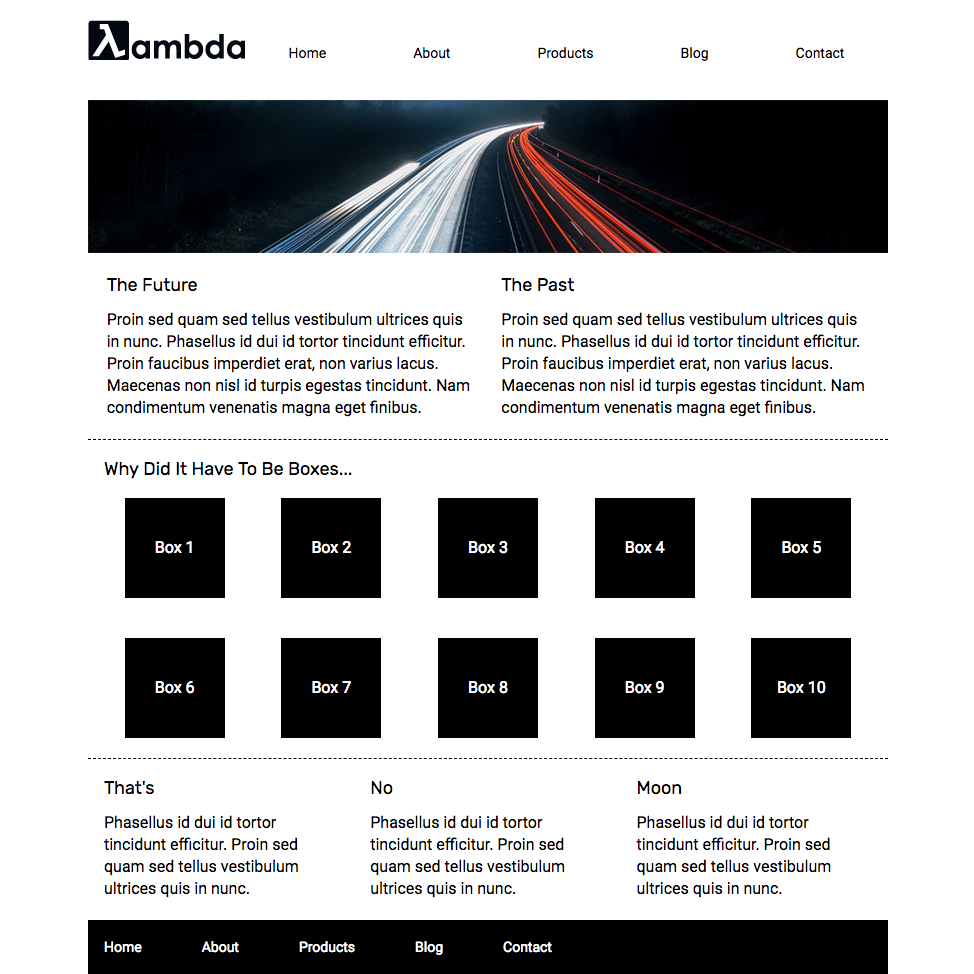 λambda
Home About Products Blog Contact
The Future
Proin sed quam sed tellus vestibulum ultrices quis
in nunc. Phasellus id dui id tortor tincidunt efficitur.
Proin faucibus imperdiet erat, non varius lacus.
Maecenas non nisl id turpis egestas tincidunt. Nam
condimentum venenatis magna eget finibus.
The Past
Proin sed quam sed tellus vestibulum ultrices quis
in nunc. Phasellus id dui id tortor tincidunt efficitur.
Proin faucibus imperdiet erat, non varius lacus.
Maecenas non nisl id turpis egestas tincidunt. Nam
condimentum venenatis magna eget finibus.
Why Did It Have To Be Boxes...
Box 1 Box 2 Box 3 Box 4 Box 5
Box 6 Box 7 Box 8 Box 9 Box 10
That's
Phasellus id dui id tortor
tincidunt efficitur. Proin sed
quam sed tellus vestibulum
ultrices quis in nunc.
No
Phasellus id dui id tortor
tincidunt efficitur. Proin sed
quam sed tellus vestibulum
ultrices quis in nunc.
Moon
Phasellus id dui id tortor
tincidunt efficitur. Proin sed
quam sed tellus vestibulum
ultrices quis in nunc.
Home About Products Blog Contact